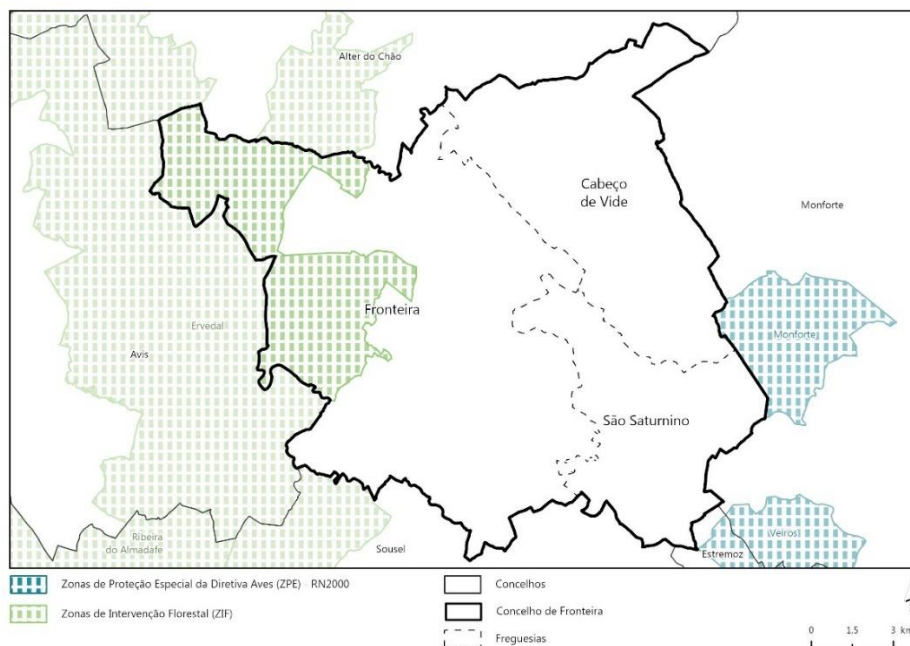 Alter do Chão
Cabeço
de Vide
Monforte
Fronteira
Ervedal
Monforte
Avis
São Saturnino
Ribeira
do Almadafe
Sousel
Veiros
Estremoz
Zonas de Proteção Especial da Diretiva Aves (ZPE) RN2000
Zonas de Intervenção Florestal (ZIF)
Concelhos
Concelho de Fronteira
Freguesias
0 1,5 3 km